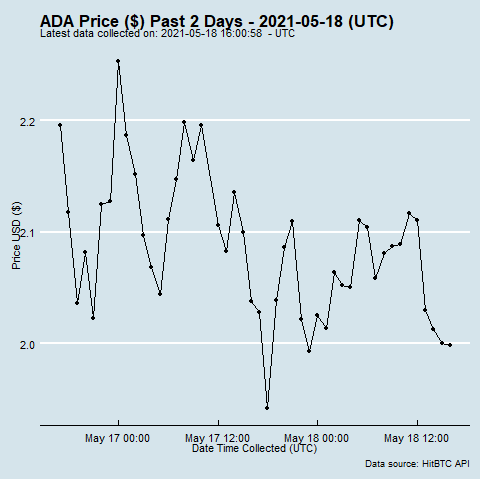 ADA Price ($) Past 2 Days - 2021-05-18 (UTC)
Latest data collected on: 2021-05-18 16:00:58 - UTC
2.2
2.1
2.0
Price USD ($)
May 17 00:00
May 17 12:00
May 18 00:00
May 18 12:00
Date Time Collected (UTC)
Data source: HitBTC API